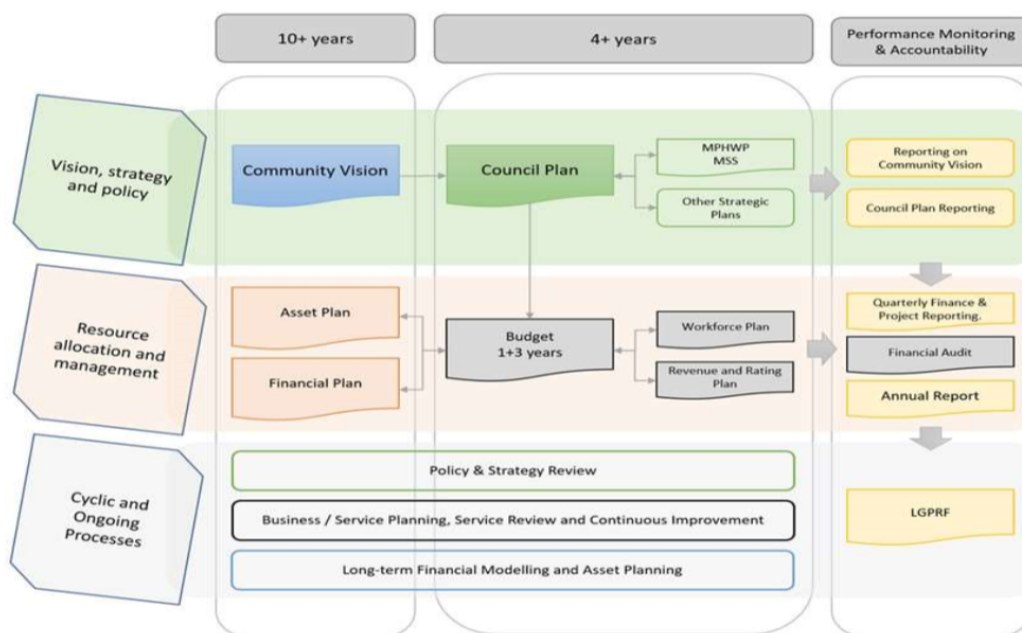 10+ years
4+ years
Performance Monitoring
& Accountability
Vision, strategy
and policy
Community Vision
Council Plan
MPHWP
MSS
Other Strategic
Plans
Reporting on
Community Vision
Council Plan Reporting
Resource
allocation and
management
Asset Plan
Financial Plan
Budget
1+3 years
Workforce Plan
Revenue and Rating
Plan
Quarterly Finance &
Project Reporting.
Financial Audit
Annual Report
Cyclic and
Ongoing
Processes
Policy & Strategy Review
Business / Service Planning, Service Review and Continuous Improvement
Long-term Financial Modelling and Asset Planning
LGPRF